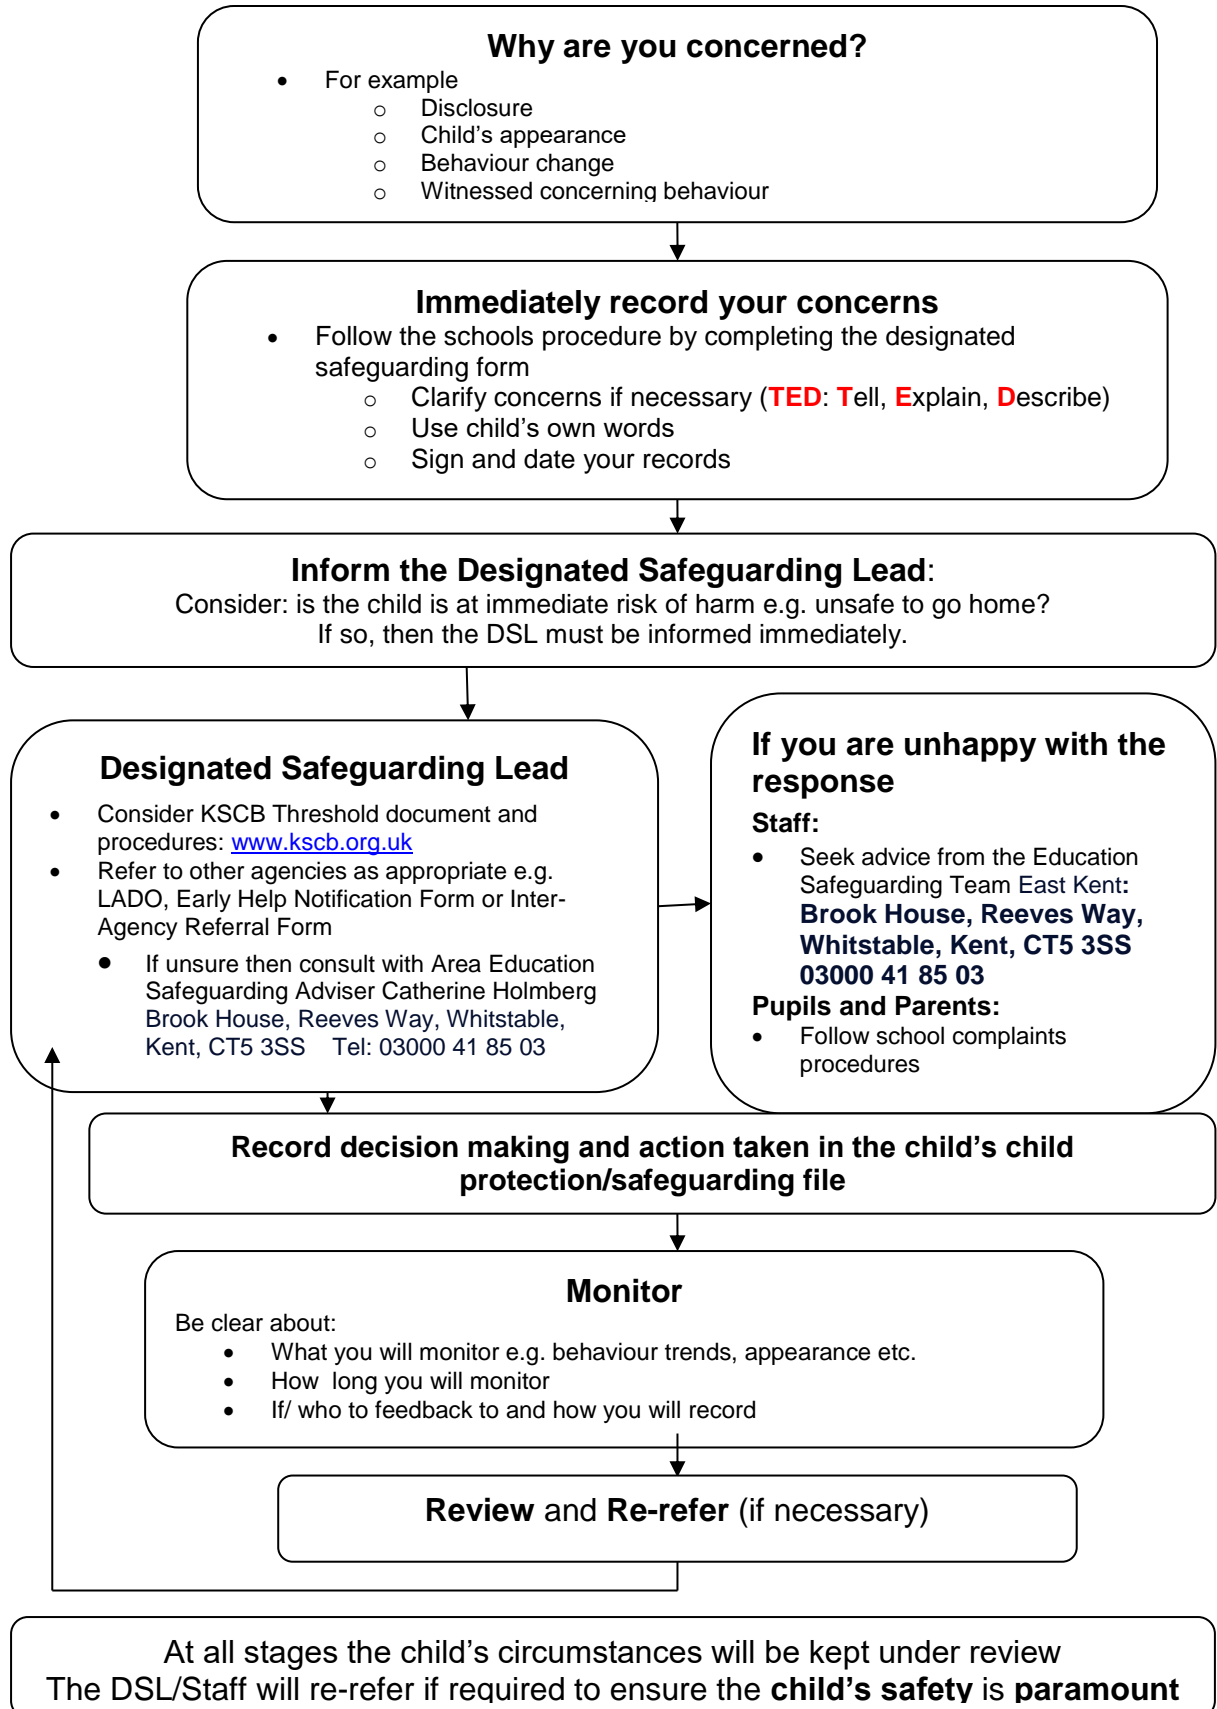 Why are you concerned?
• For example
o Disclosure
o Child's appearance
o Behaviour change
o Witnessed concerning behaviour
Immediately record your concerns
• Follow the schools procedure by completing the designated
safeguarding form
o Clarify concerns if necessary (TED: Tell, Explain, Describe)
o Use child's own words
o Sign and date your records
Inform the Designated Safeguarding Lead:
Consider: is the child is at immediate risk of harm e.g. unsafe to go home?
If so, then the DSL must be informed immediately.
Designated Safeguarding Lead
• Consider KSCB Threshold document and
procedures: www.kscb.org.uk
• Refer to other agencies as appropriate e.g.
LADO, Early Help Notification Form or Inter-
Agency Referral Form
• If unsure then consult with Area Education
Safeguarding Adviser Catherine Holmberg
Brook House, Reeves Way, Whitstable,
Kent, CT5 3SS Tel: 03000 41 85 03
If you are unhappy with the
response
Staff:
• Seek advice from the Education
Safeguarding Team East Kent:
Brook House, Reeves Way,
Whitstable, Kent, CT5 3SS
03000 41 85 03
Pupils and Parents:
• Follow school complaints
procedures
Record decision making and action taken in the child's child
protection/safeguarding file
Monitor
Be clear about:
• What you will monitor e.g. behaviour trends, appearance etc.
• How  long you will monitor
• If/ who to feedback to and how you will record
Review and Re-refer (if necessary)
At all stages the child's circumstances will be kept under review
The DSL/Staff will re-refer if required to ensure the child's safety is paramount